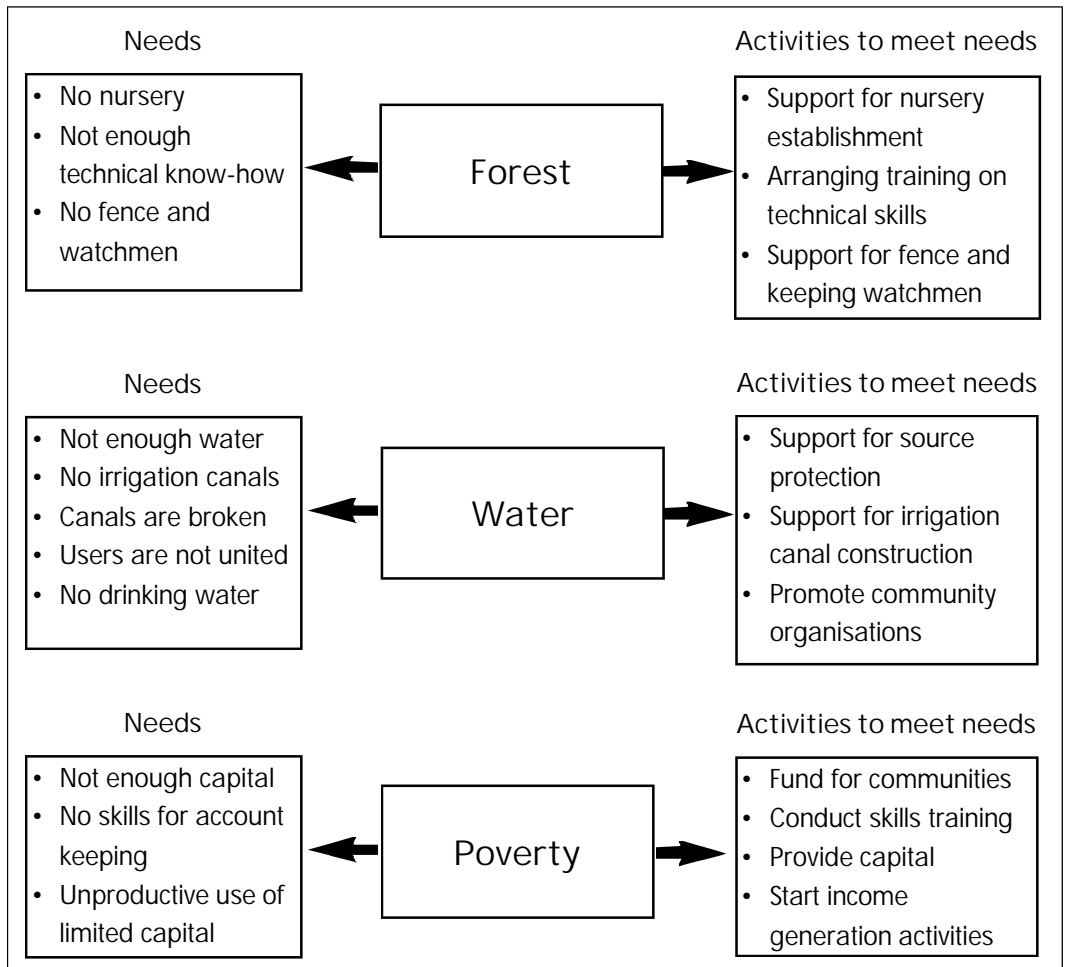 Needs
• No nursery
• Not enough
technical know-how
• No fence and
watchmen
Forest
Activities to meet needs
• Support for nursery
establishment
• Arranging training on
technical skills
• Support for fence and
keeping watchmen
Needs
• Not enough water
• No irrigation canals
• Canals are broken
• Users are not united
• No drinking water
Water
Activities to meet needs
• Support for source
protection
• Support for irrigation
canal construction
• Promote community
organisations
Needs
• Not enough capital
• No skills for account
keeping
• Unproductive use of
limited capital
Poverty
Activities to meet needs
• Fund for communities
• Conduct skills training
• Provide capital
• Start income
generation activities